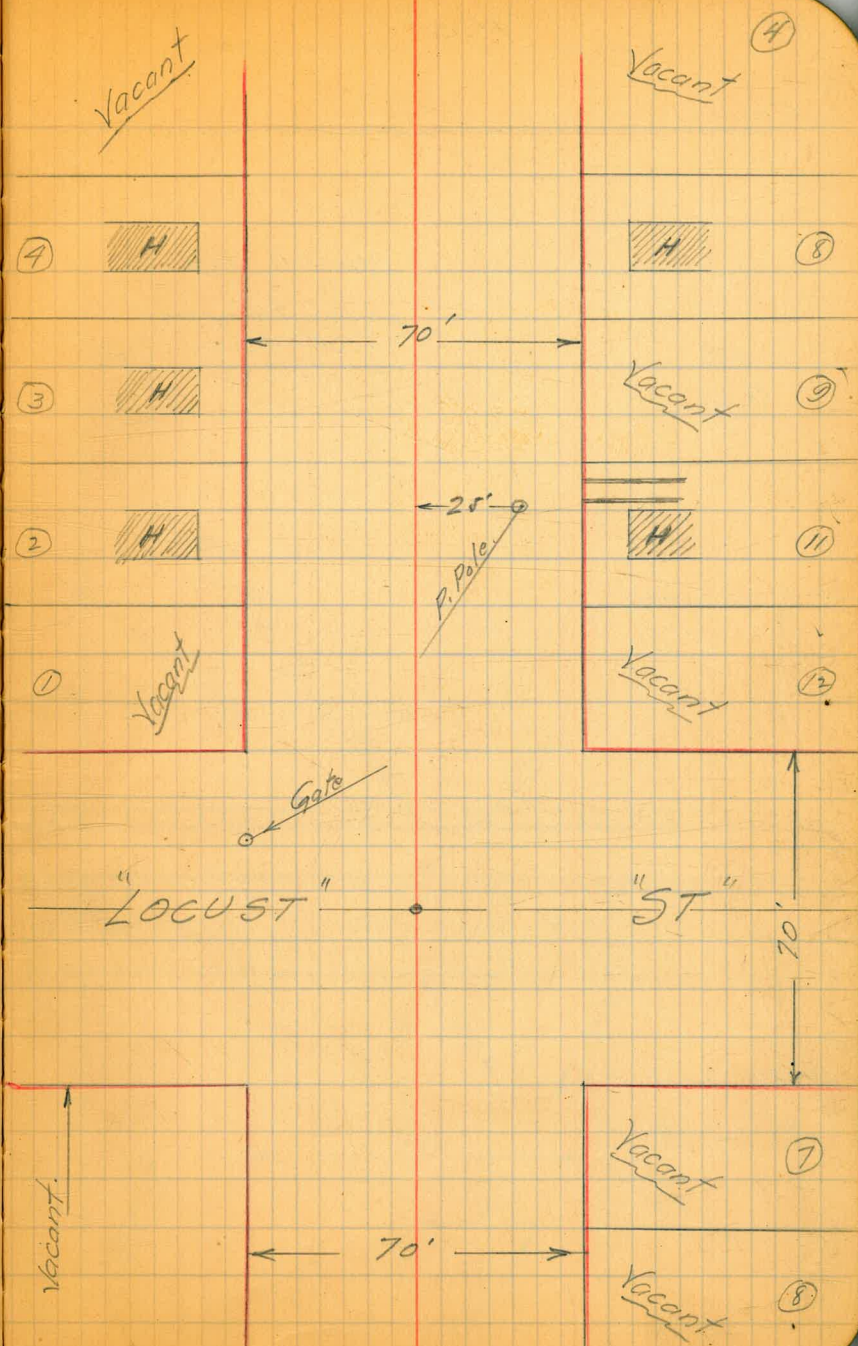 4
Vacant
Vacant
4
H
H
8
70'
3
H
Vacant
9
25'
P. Pole.
2
H
H
11
1
Vacant
Vacant
12
Gate
"LOCUST" "ST"
70'
Vacant.
Vacant
7
70'
Vacant
8